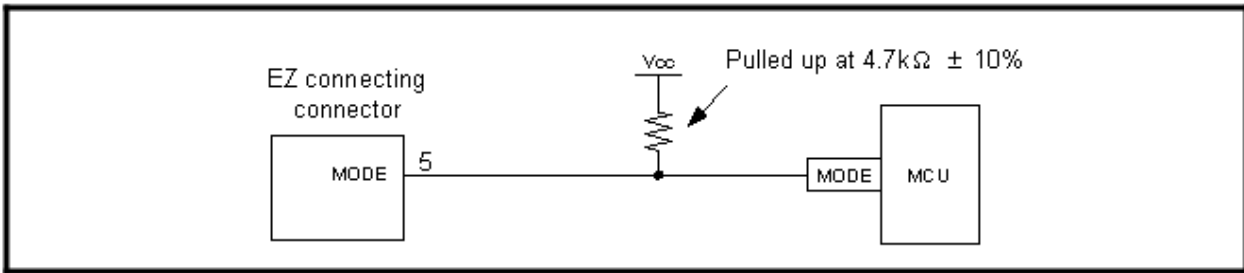 Vcc
Pulled up at 4.7kΩ ± 10%
EZ connecting
connector
MODE
5
MODE
MCU